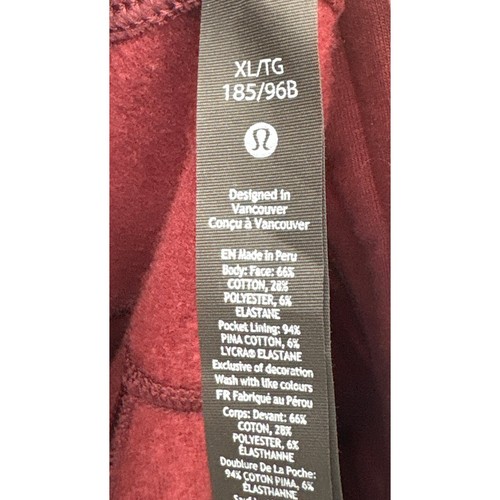 XL/TG
185/96B
Designed in
Vancouver
Conçu à Vancouver
EN Made in Peru
Body: Face: 66%
COTTON, 28%
POLYESTER, 6%
ELASTANE
Pocket Lining: 94%
PIMA COTTON, 6%
LYCRA® ELASTANE
Exclusive of decoration
Wash with like colours
FR Fabriqué au Pérou
Corps: Devant: 66%
COTON, 28%
POLYESTER, 6%
ÉLASTHANNE
Doublure De La Poche:
94% COTON PIMA, 6%
ÉLASTHANNE